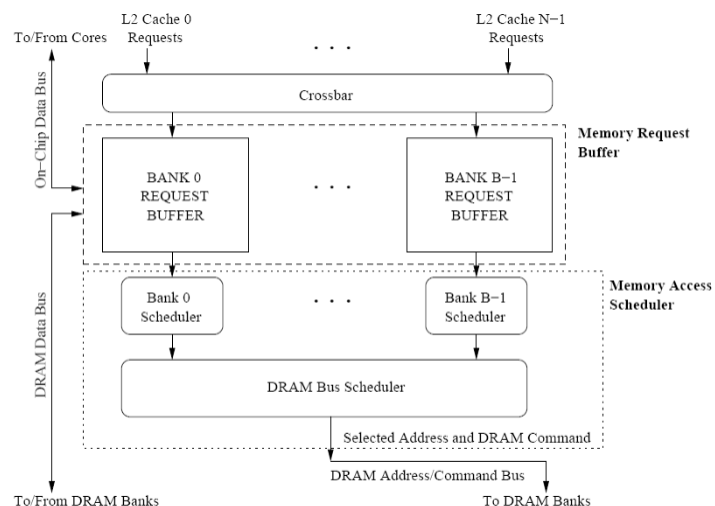 L2 Cache 0
Requests
L2 Cache N−1
Requests
To/From Cores
. . .
Crossbar
On−Chip Data Bus
Memory Request
Buffer
BANK 0
REQUEST
BUFFER
. . .
BANK B−1
REQUEST
BUFFER
DRAM Data Bus
Memory Access
Scheduler
Bank 0
Scheduler
. . .
Bank B−1
Scheduler
DRAM Bus Scheduler
Selected Address and DRAM Command
DRAM Address/Command Bus
To/From DRAM Banks
To DRAM Banks